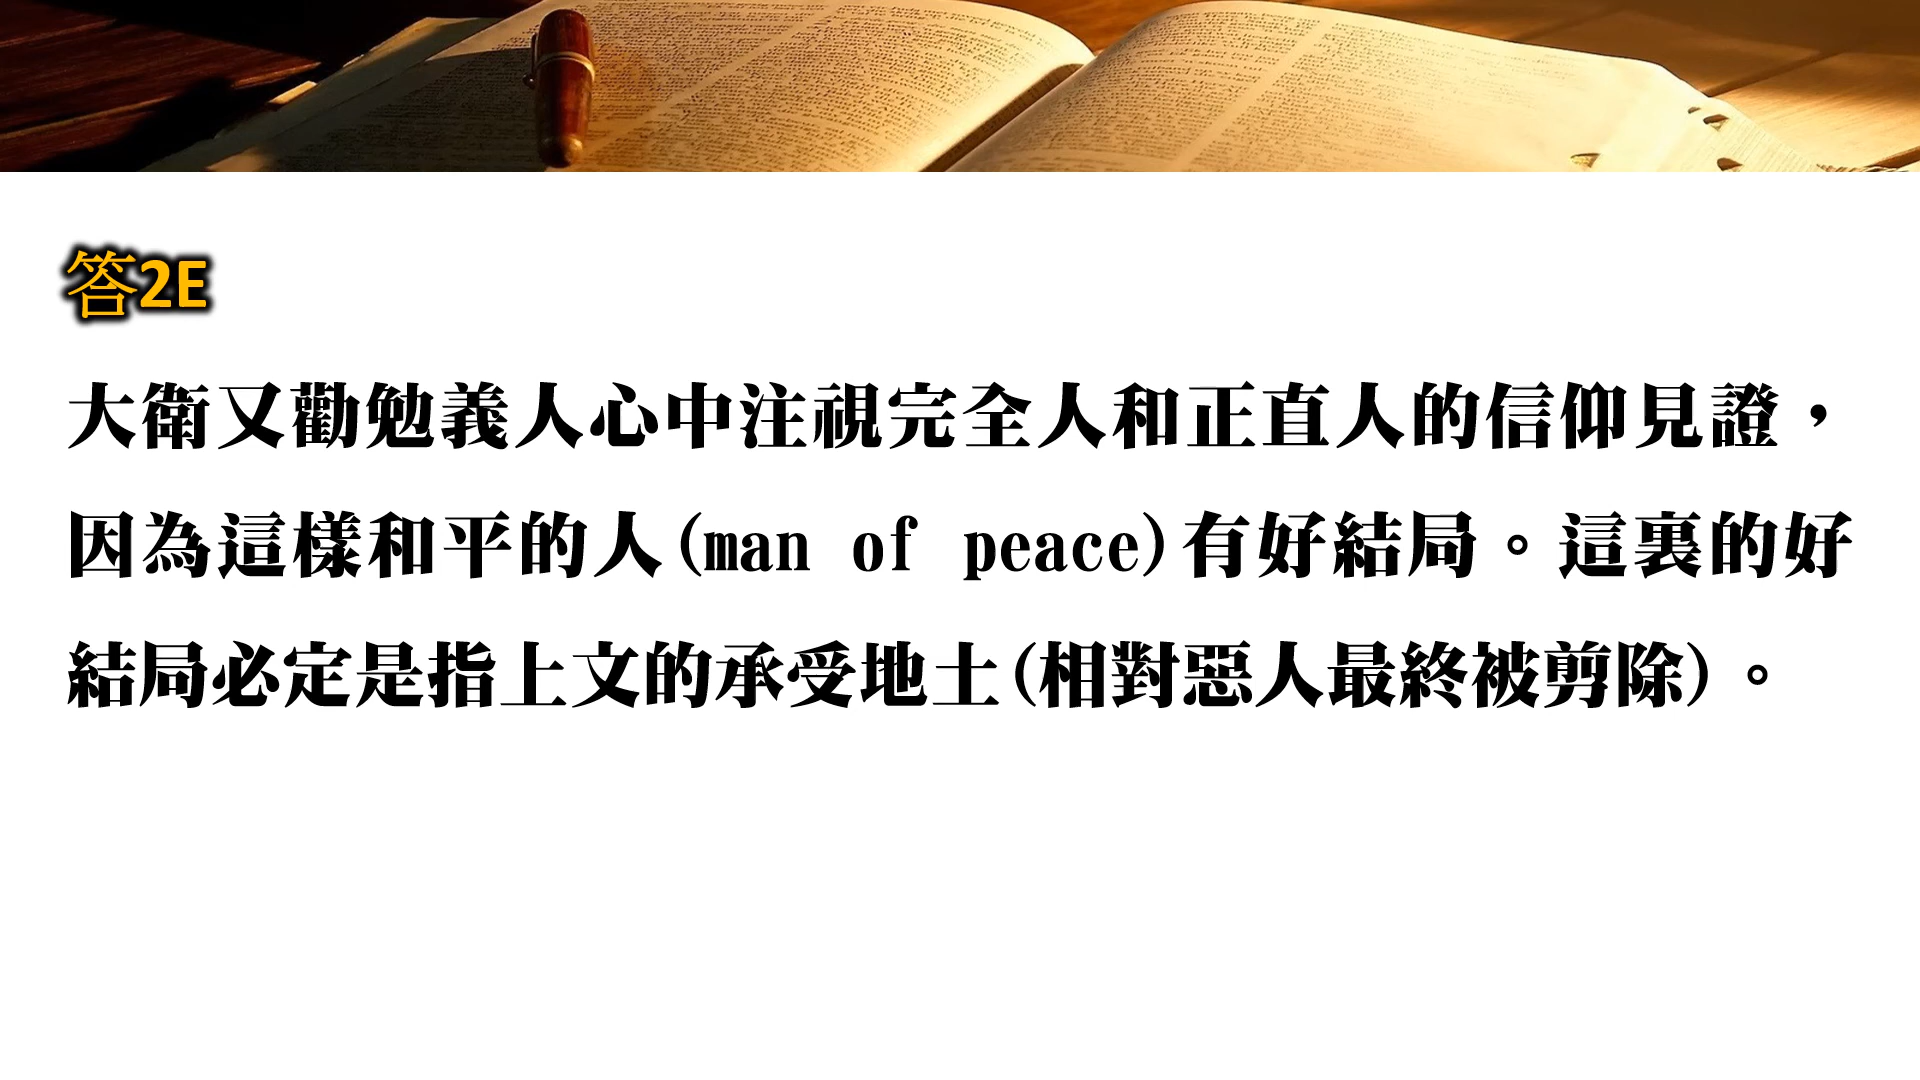 答2E
大衛又勸勉義人心中注視完全人和正直人的信仰見證，
因為這樣和平的人(man of peace)有好結局。這裏的好
結局必定是指上文的承受地土(相對惡人最終被剪除)。